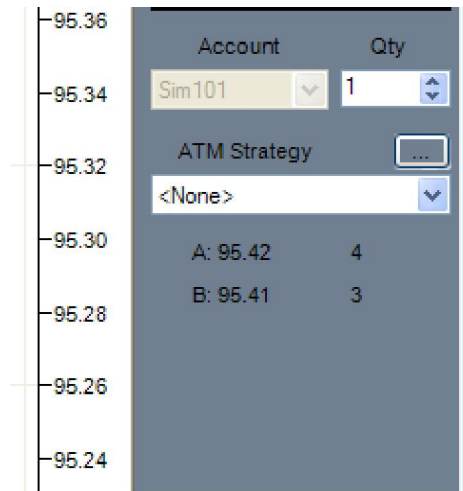 95.36
95.34
95.32
95.30
95.28
95.26
95.24
Account Qty
Sim101 1
ATM Strategy ...
<None>
A: 95.42 4
B: 95.41 3